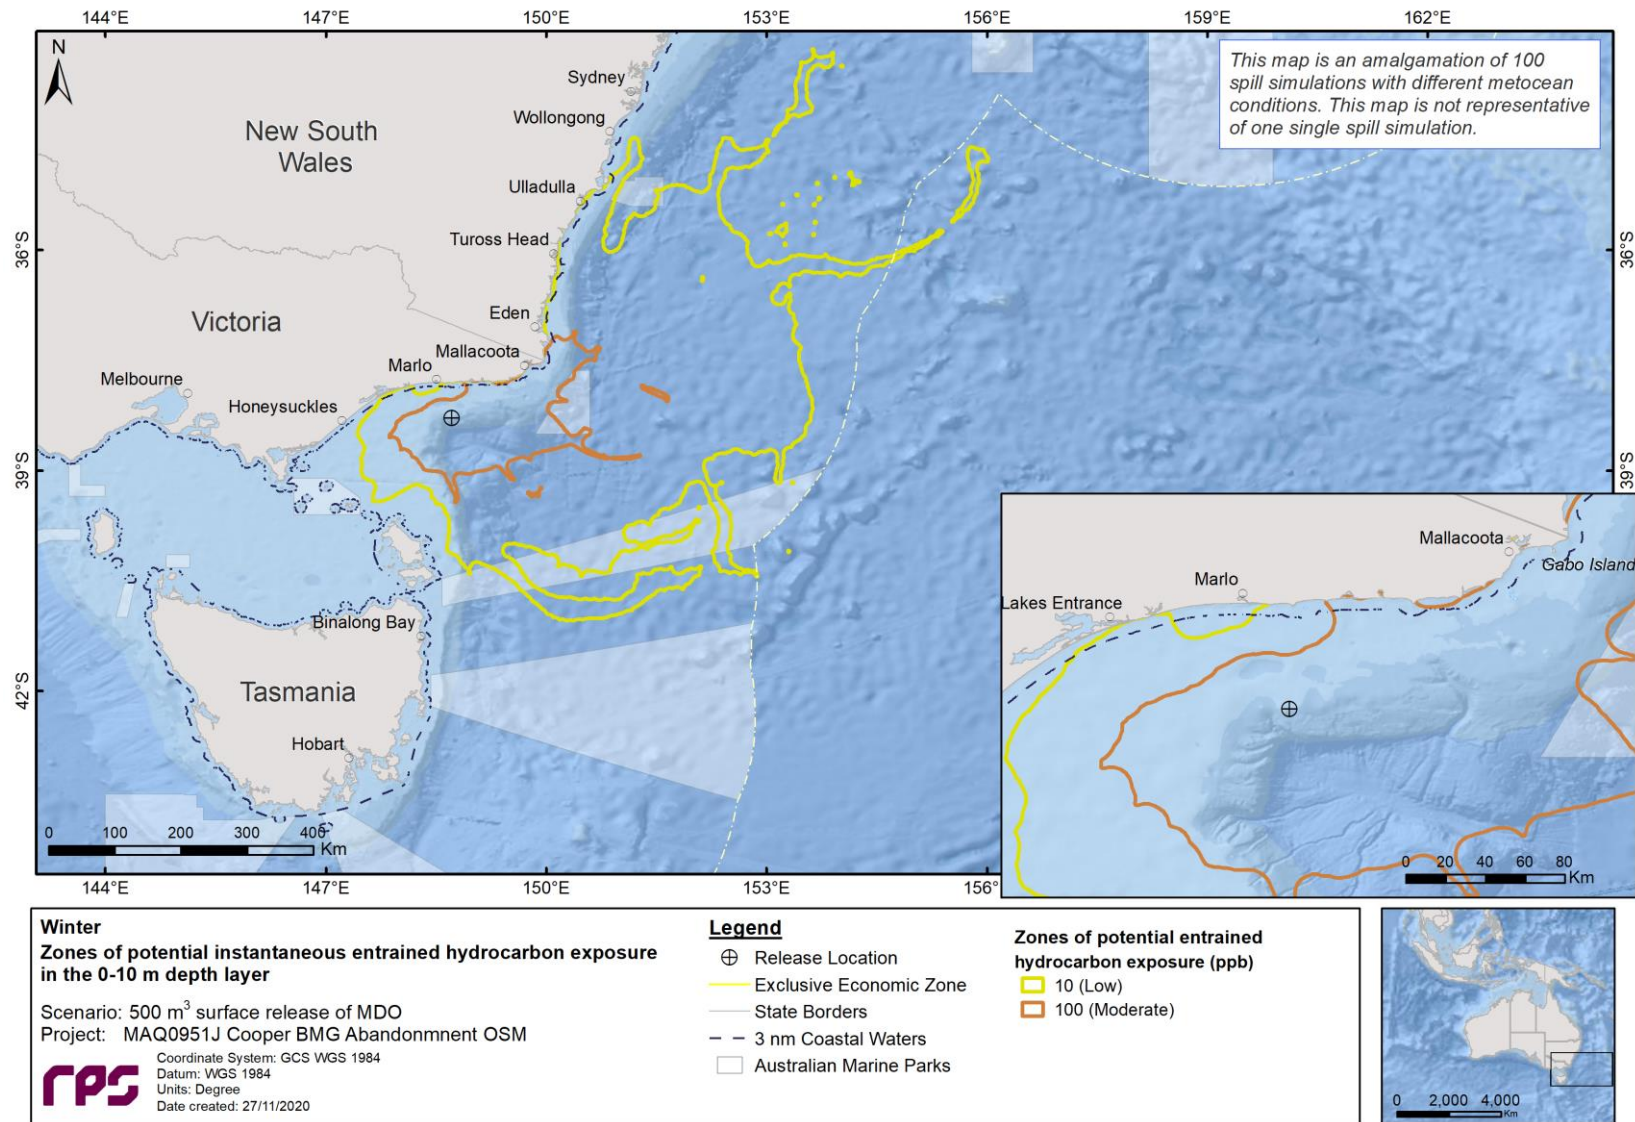 144°E 147°E 150°E 153°E 156°E 159°E 162°E
N
This map is an amalgamation of 100
spill simulations with different metocean
conditions. This map is not representative
of one single spill simulation.
Sydney
Wollongong
New South
Wales
Ulladulla
Tuross Head
36°S
36°S
Eden
Victoria
Mallacoota
Marlo
Melbourne
Honeysuckles
39°S
39°S
Mallacoota
Gabo Island
Marlo
Lakes Entrance
Binalong Bay
Tasmania
42°S
Hobart
0 100 200 300 400
Km
0 20 40 60 80
Km
144°E 147°E 150°E 153°E 156°E
Winter
Zones of potential instantaneous entrained hydrocarbon exposure
in the 0-10 m depth layer
Scenario: 500 m³ surface release of MDO
Project: MAQ0951J Cooper BMG Abandonmnent OSM
rps
Coordinate System: GCS WGS 1984
Datum: WGS 1984
Units: Degree
Date created: 27/11/2020
Legend
Release Location
Exclusive Economic Zone
State Borders
3 nm Coastal Waters
Australian Marine Parks
Zones of potential entrained
hydrocarbon exposure (ppb)
10 (Low)
100 (Moderate)
0 2,000 4,000
Km